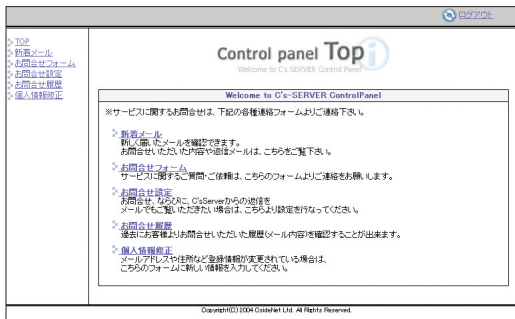 ログアウト
TOP
新着メール
お問合せフォーム
お問合せ設定
お問合せ履歴
個人情報修正
Control panel Top
Welcome to C's SERVER Control Panel
Welcome to C's-SERVER ControlPanel
※サービスに関するお問合せは、下記の各種連絡フォームよりご連絡下さい。
新着メール
新しく届いたメールを確認できます。
お問合せいただいた内容や返信メールは、こちらをご覧下さい。
お問合せフォーム
サービスに関するご質問・ご依頼は、こちらのフォームよりご連絡をお願いします。
お問合せ設定
お問合せ、ならびに、C'sServerからの返信を
メールでもご覧いただきたい場合は、こちらより設定を行なってください。
お問合せ履歴
過去にお客様よりお問合せいただいた履歴(メール内容)を確認することが出来ます。
個人情報修正
メールアドレスや住所など登録情報が変更されている場合は、
こちらのフォームに新しい情報を入力してください。
Copyright(C) 2004 CsideNet Ltd. All Rights Reserved.